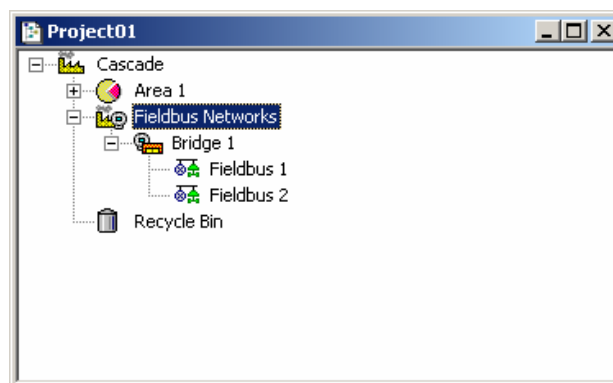 Project01
Cascade
Area 1
Fieldbus Networks
Bridge 1
Fieldbus 1
Fieldbus 2
Recycle Bin